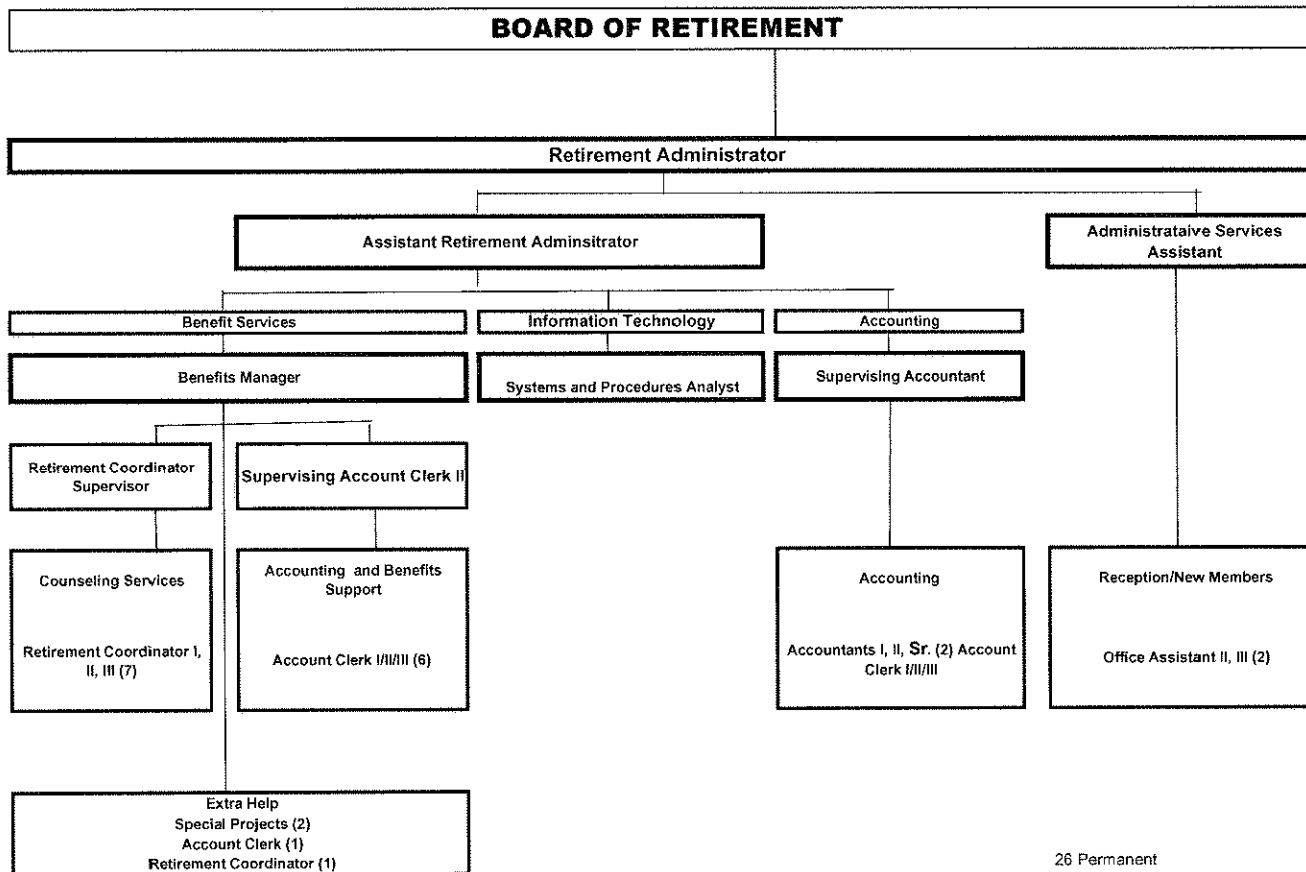 BOARD OF RETIREMENT
Retirement Administrator
Assistant Retirement Adminsitrator
Administrataive Services
Assistant
Benefit Services
Information Technology
Accounting
Benefits Manager
Systems and Procedures Analyst
Supervising Accountant
Retirement Coordinator
Supervisor
Supervising Account Clerk II
Counseling Services
Retirement Coordinator I,
II, III (7)
Accounting and Benefits
Support
Account Clerk I/II/III (6)
Accounting
Accountants I, II, Sr. (2) Account
Clerk I/II/III
Reception/New Members
Office Assistant II, III (2)
Extra Help
Special Projects (2)
Account Clerk (1)
Retirement Coordinator (1)
26 Permanent